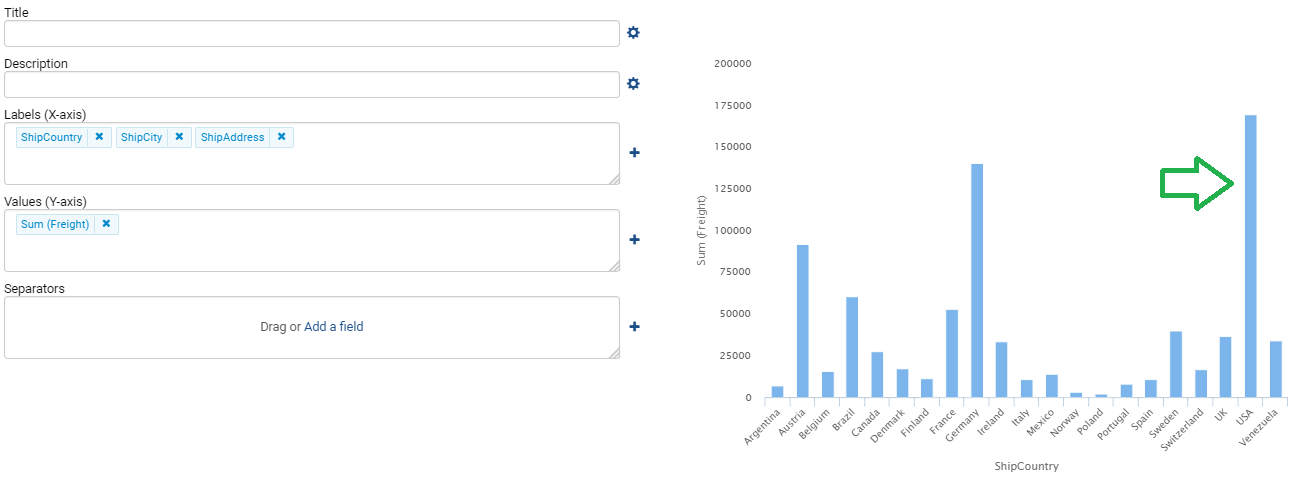 Title
Description
Labels (X-axis)
ShipCountry ✖ ShipCity ✖ ShipAddress ✖
Values (Y-axis)
Sum (Freight) ✖
Separators
Drag or Add a field
200000
175000
150000
125000
100000
75000
50000
25000
0
Sum (Freight)
Argentina
Austria
Belgium
Brazil
Canada
Denmark
Finland
France
Germany
Ireland
Italy
Mexico
Norway
Poland
Portugal
Spain
Sweden
Switzerland
UK
USA
Venezuela
ShipCountry